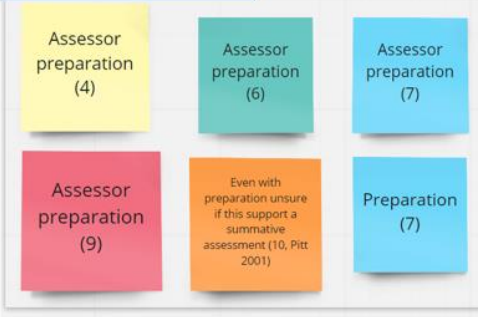 Assessor
preparation
(4)
Assessor
preparation
(6)
Assessor
preparation
(7)
Assessor
preparation
(9)
Even with
preparation unsure
if this support a
summative
assessment (10, Pitt
2001)
Preparation
(7)